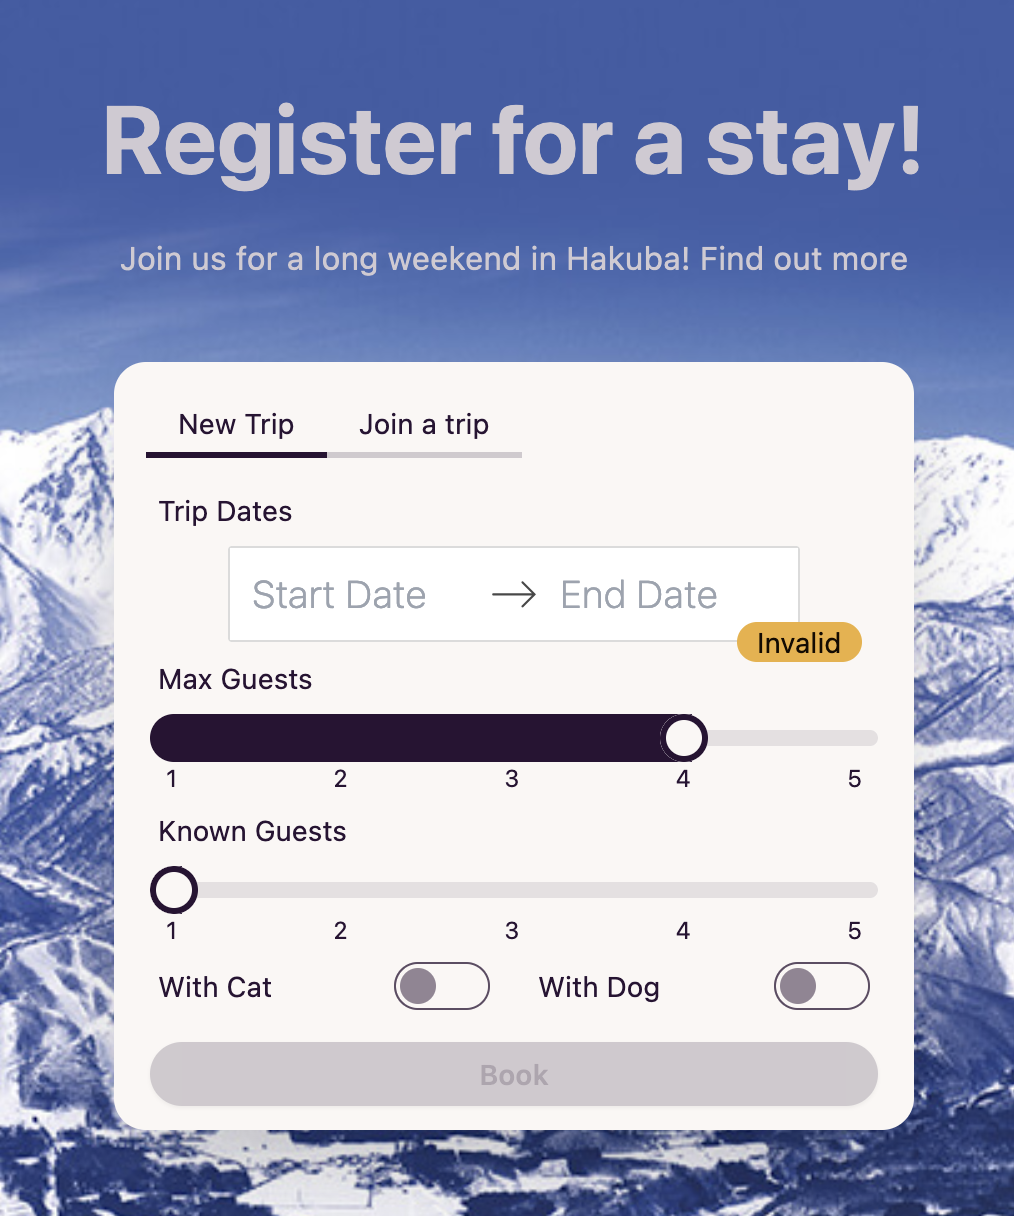 Register for a stay!
Join us for a long weekend in Hakuba! Find out more
New Trip Join a trip
Trip Dates
Start Date → End Date
Invalid
Max Guests
1 2 3 4 5
Known Guests
1 2 3 4 5
With Cat With Dog
Book